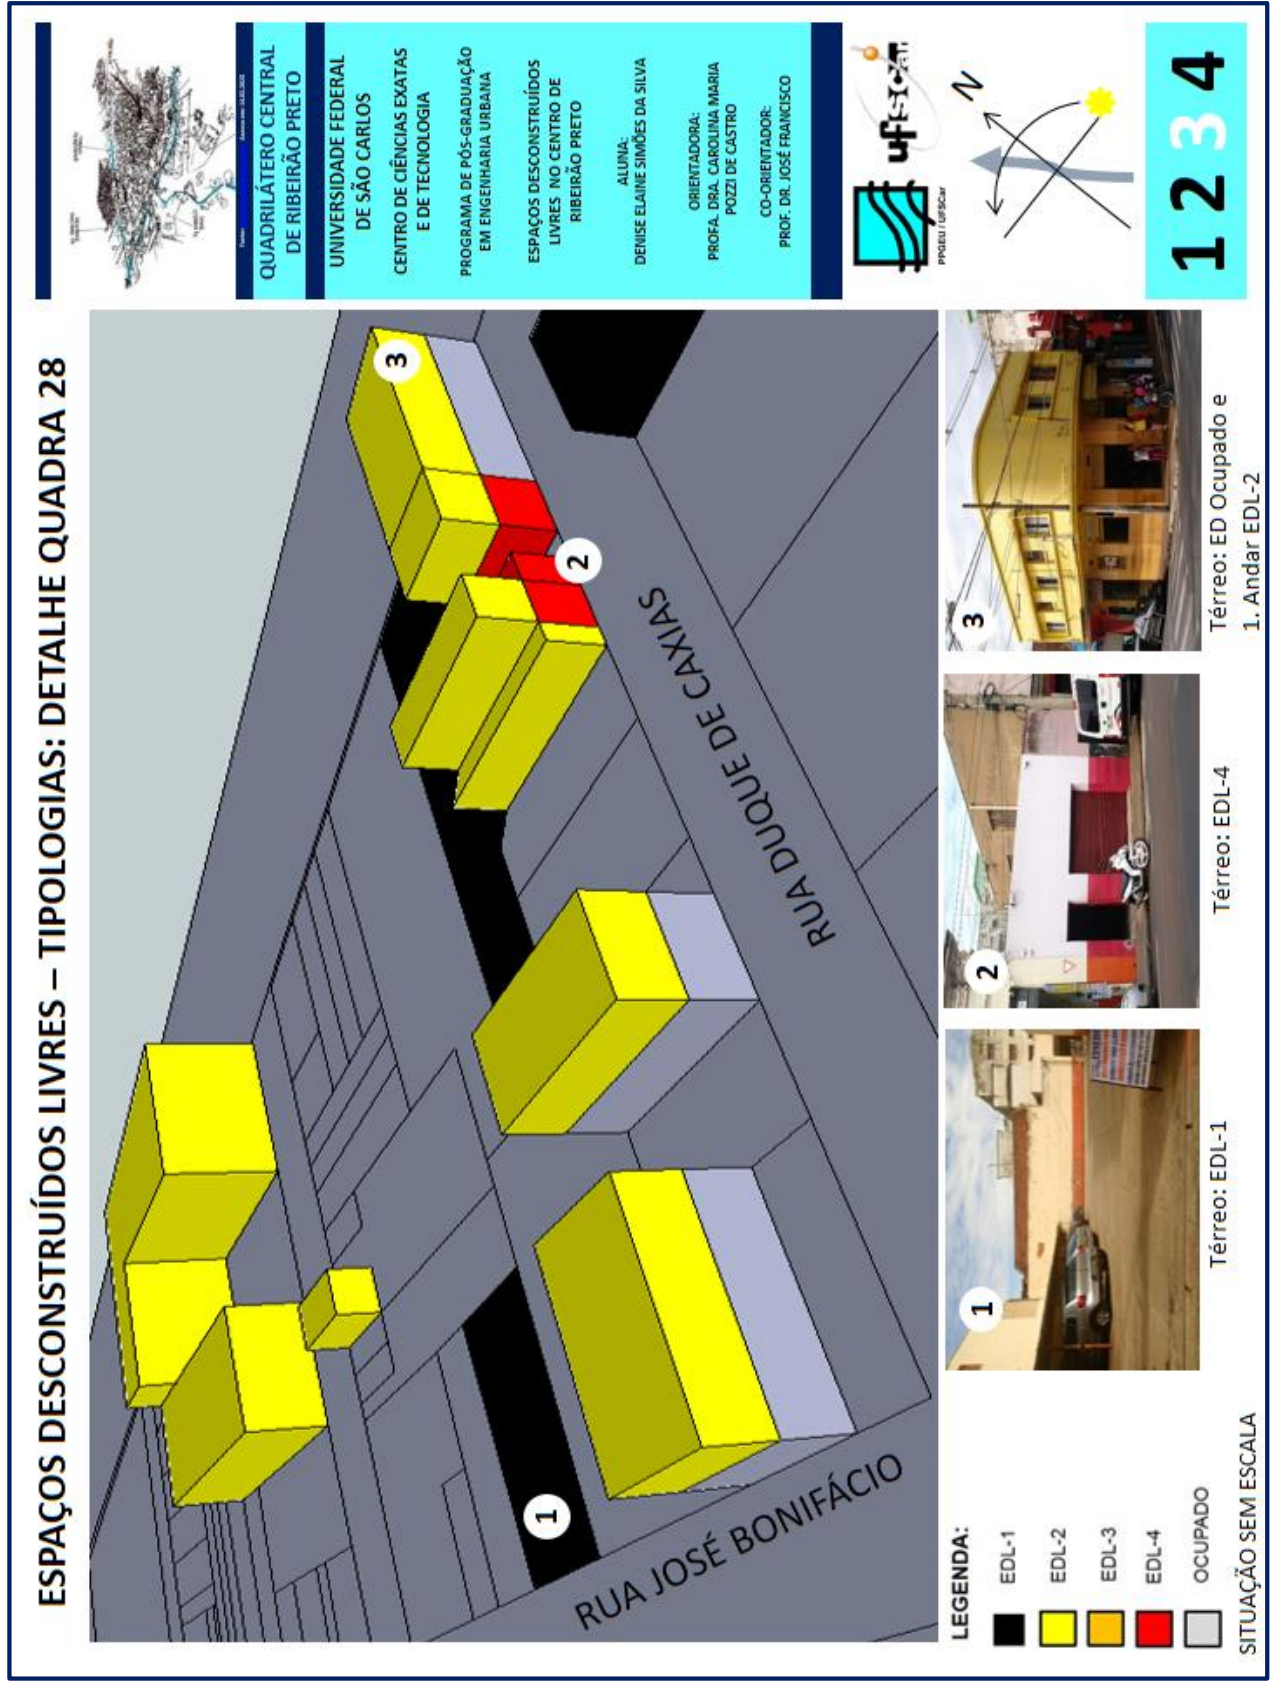 ESPAÇOS DESCONSTRUÍDOS LIVRES – TIPOLOGIAS: DETALHE QUADRA 28
RUA JOSÉ BONIFÁCIO
RUA DUQUE DE CAXIAS
1
2
3
QUADRILÁTERO CENTRAL
DE RIBEIRÃO PRETO
UNIVERSIDADE FEDERAL
DE SÃO CARLOS
CENTRO DE CIÊNCIAS EXATAS
E DE TECNOLOGIA
PROGRAMA DE PÓS-GRADUAÇÃO
EM ENGENHARIA URBANA
ESPAÇOS DESCONSTRUÍDOS
LIVRES NO CENTRO DE
RIBEIRÃO PRETO
ALUNA:
DENISE ELAINE SIMÕES DA SILVA
ORIENTADORA:
PROFA. DRA. CAROLINA MARIA
POZZI DE CASTRO
CO-ORIENTADOR:
PROF. DR. JOSÉ FRANCISCO
PPGEU / UFSCar
ufscar
N
1 2 3 4
LEGENDA:
EDL-1
EDL-2
EDL-3
EDL-4
OCUPADO
SITUAÇÃO SEM ESCALA
1
Térreo: EDL-1
2
Térreo: EDL-4
3
Térreo: ED Ocupado e
1. Andar EDL-2